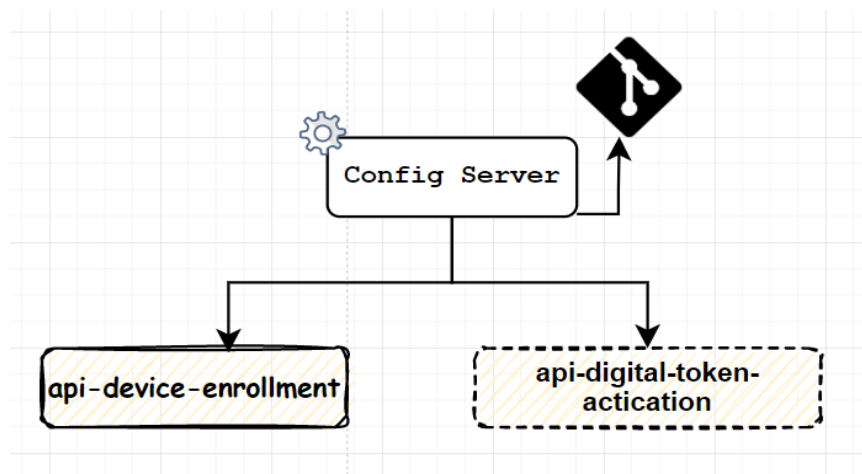 Config Server
api-device-enrollment
api-digital-token-
actication